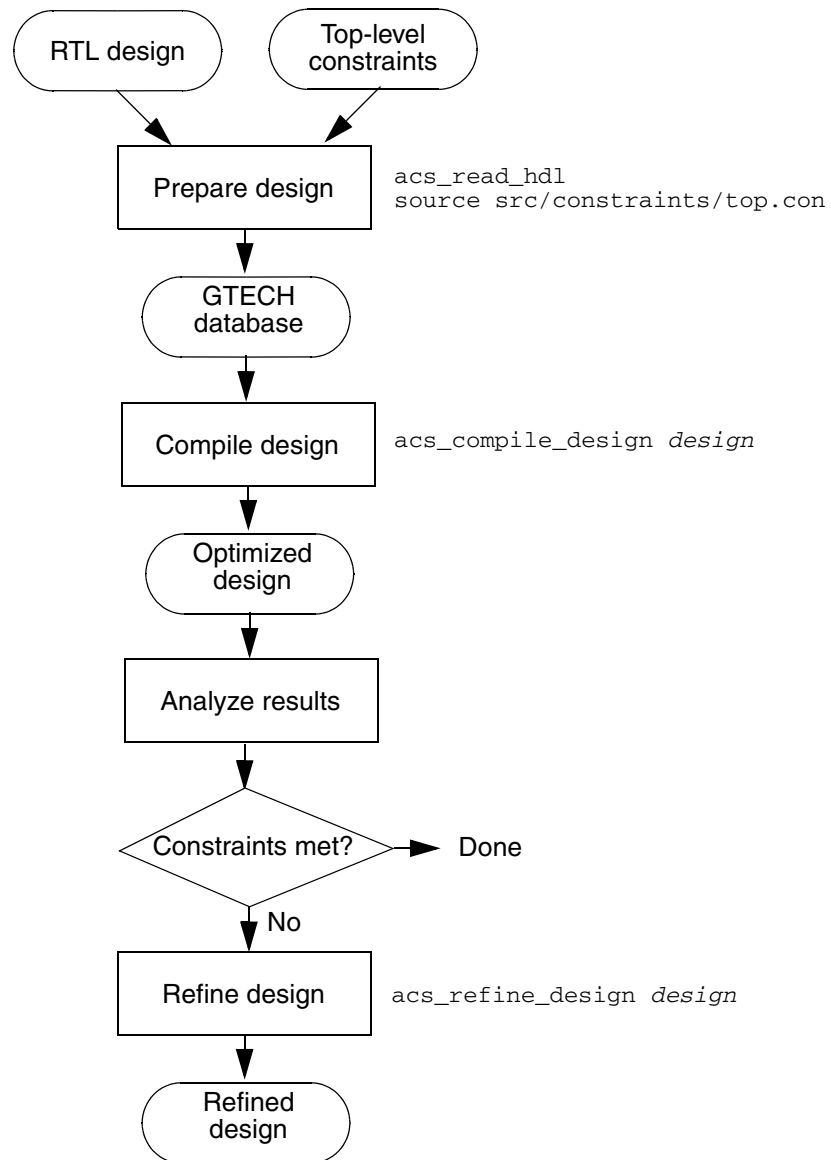 RTL design
Top-level
constraints
Prepare design
acs_read_hdl
source src/constraints/top.con
GTECH
database
Compile design
acs_compile_design design
Optimized
design
Analyze results
Constraints met?
Done
No
Refine design
acs_refine_design design
Refined
design